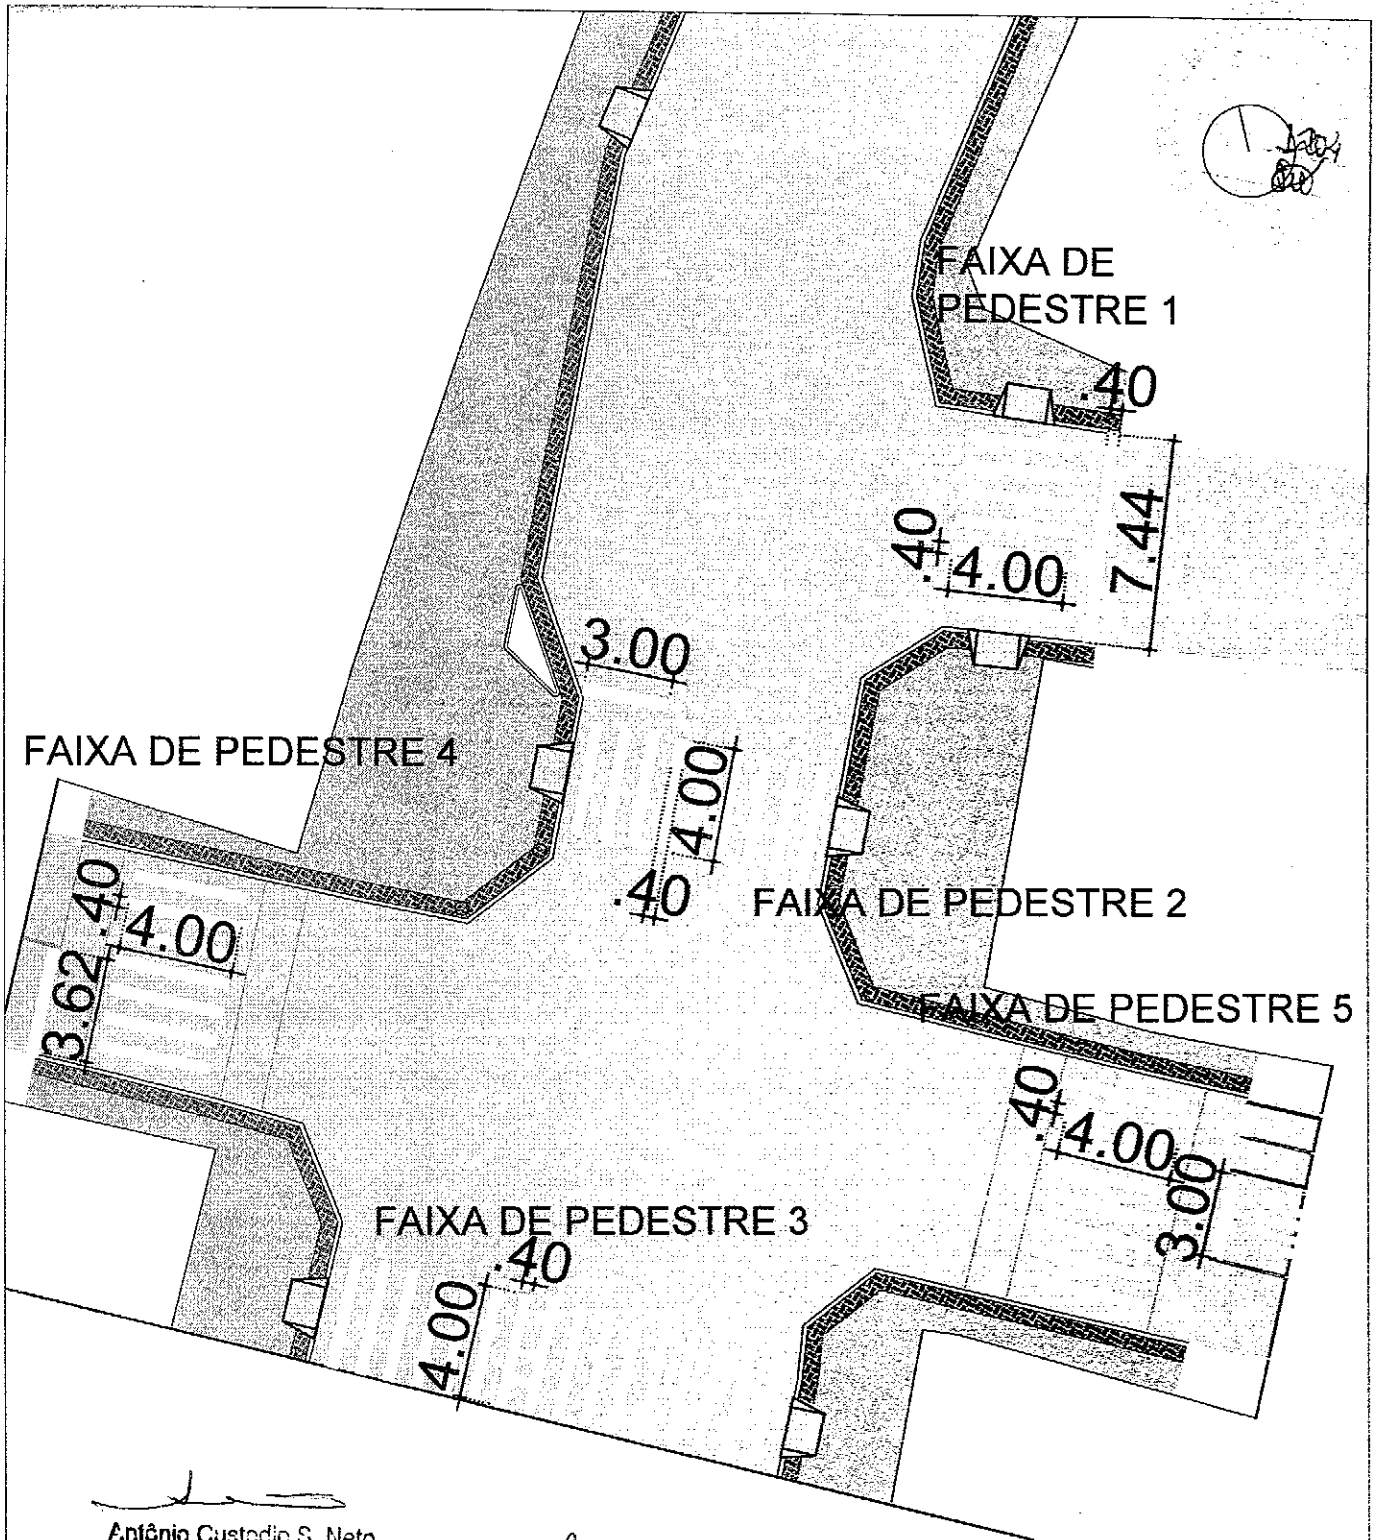 FAIXA DE
PEDESTRE 1
.40
7.44
.40
4.00
3.00
4.00
.40
FAIXA DE PEDESTRE 4
FAIXA DE PEDESTRE 2
.40
4.00
3.62
FAIXA DE PEDESTRE 5
.40
4.00
3.00
FAIXA DE PEDESTRE 3
.40
4.00
Antônio Custodio S. Neto